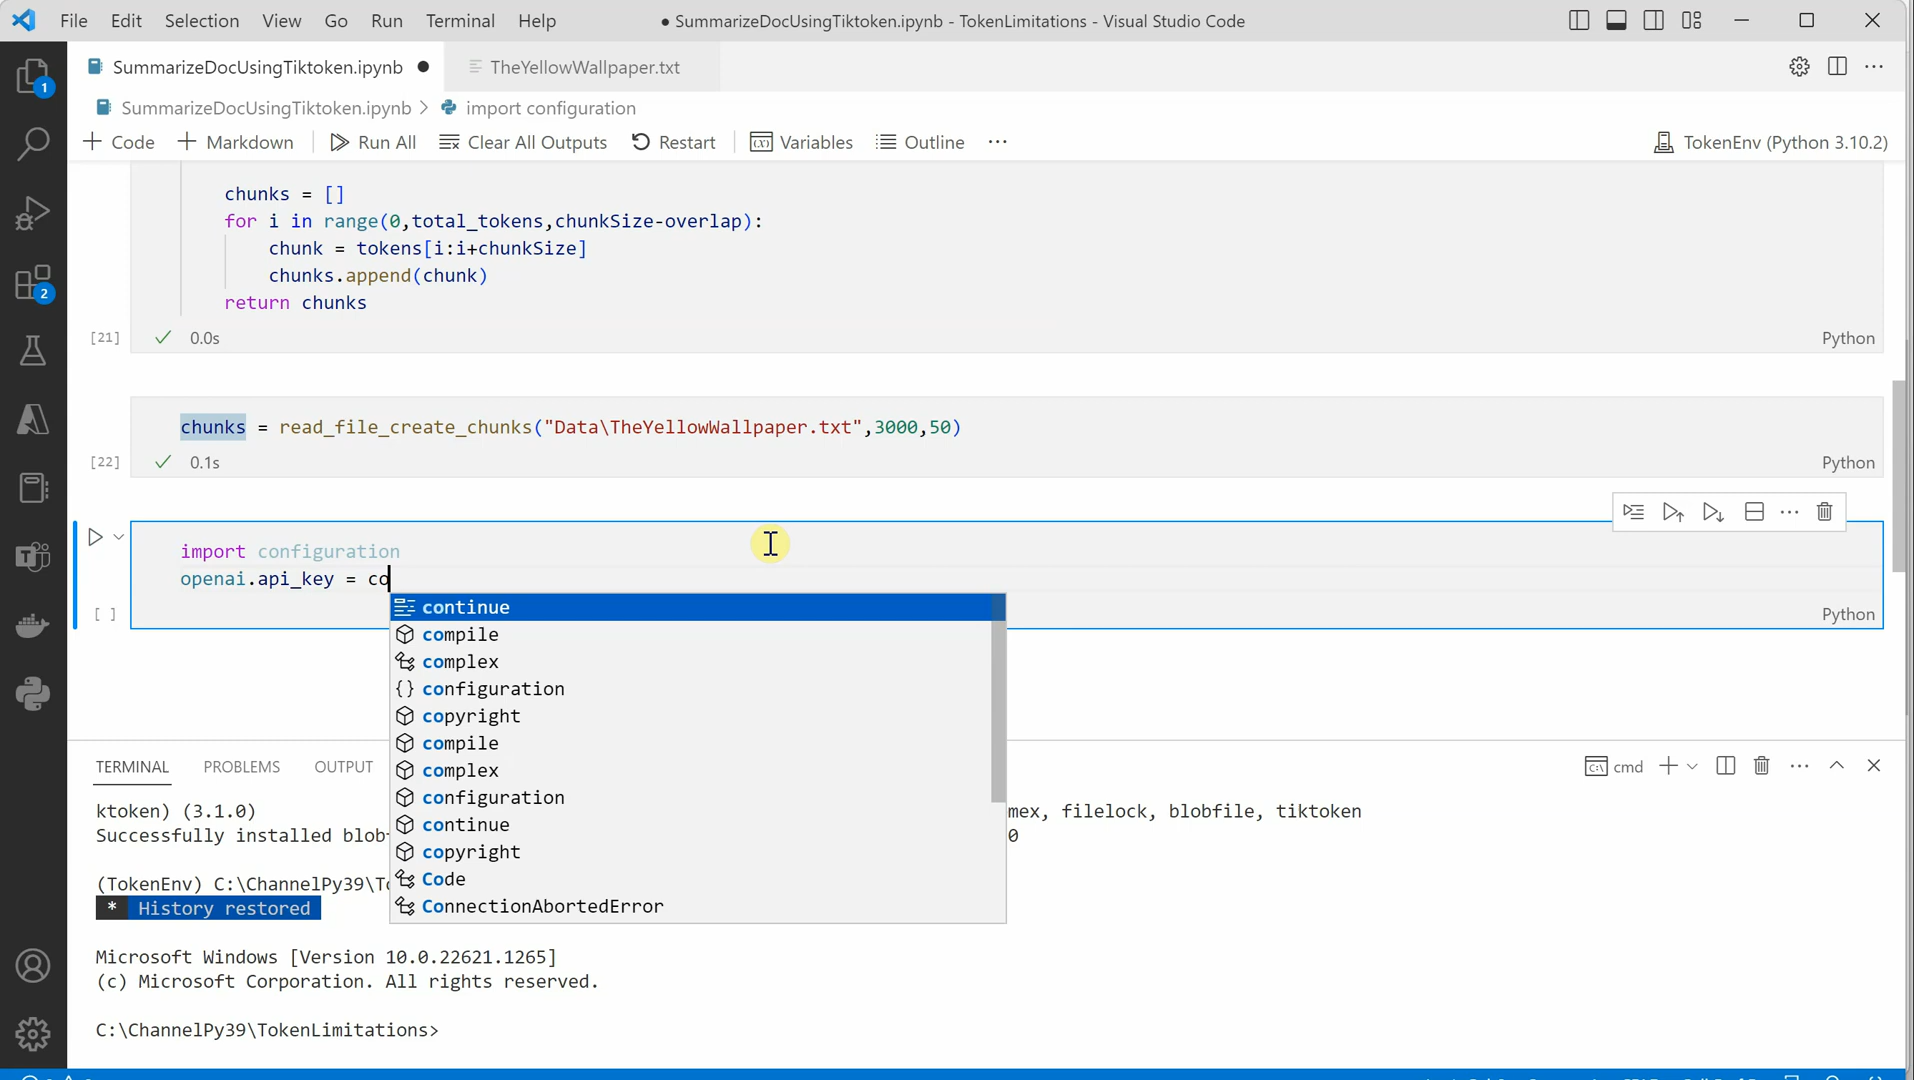 File Edit Selection View Go Run Terminal Help ● SummarizeDocUsingTiktoken.ipynb - TokenLimitations - Visual Studio Code
SummarizeDocUsingTiktoken.ipynb ● TheYellowWallpaper.txt
SummarizeDocUsingTiktoken.ipynb > import configuration
+ Code + Markdown Run All Clear All Outputs Restart Variables Outline ... TokenEnv (Python 3.10.2)
chunks = []
for i in range(0,total_tokens,chunkSize-overlap):
chunk = tokens[i:i+chunkSize]
chunks.append(chunk)
return chunks
[21] ✓ 0.0s Python
chunks = read_file_create_chunks("Data\TheYellowWallpaper.txt",3000,50)
[22] ✓ 0.1s Python
import configuration
openai.api_key = co
[ ] Python
continue
compile
complex
configuration
copyright
compile
complex
configuration
continue
copyright
Code
ConnectionAbortedError
1
2
TERMINAL PROBLEMS OUTPUT cmd
ktoken) (3.1.0) mex, filelock, blobfile, tiktoken
Successfully installed blobf 0
(TokenEnv) C:\ChannelPy39\To
* History restored
Microsoft Windows [Version 10.0.22621.1265]
(c) Microsoft Corporation. All rights reserved.
C:\ChannelPy39\TokenLimitations>